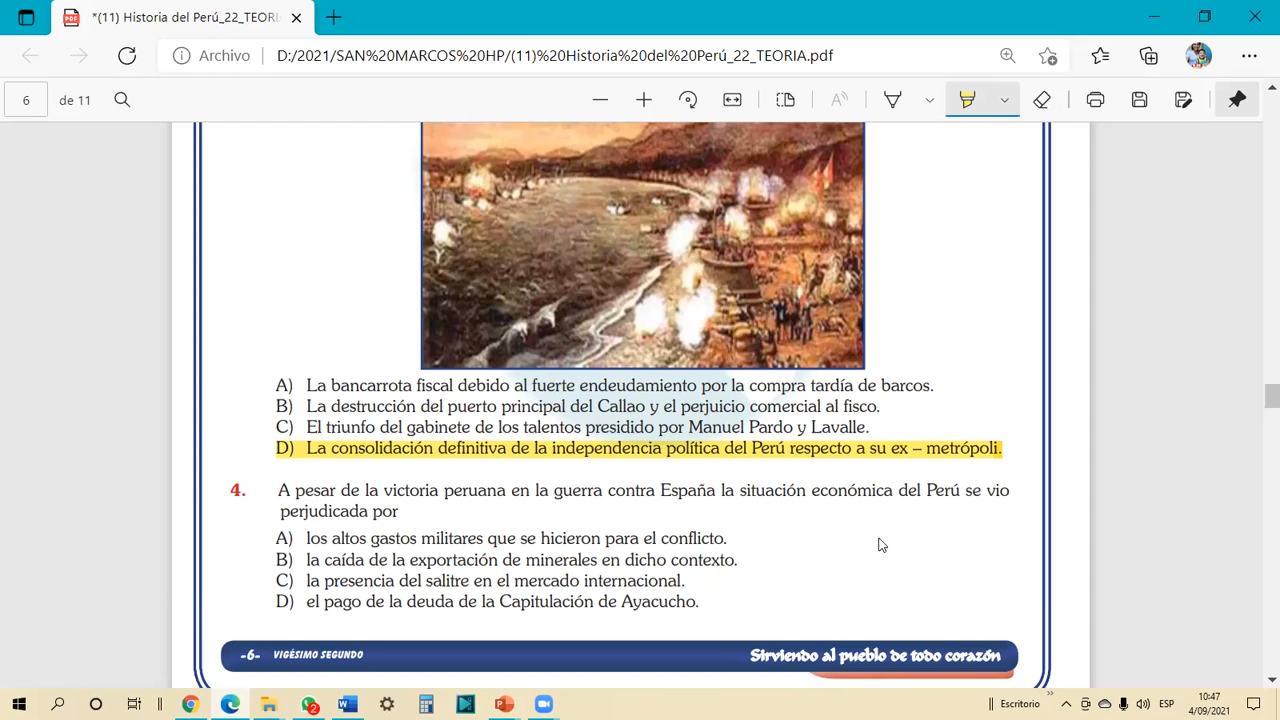 *(11) Historia del Perú_22_TEORI
Archivo
D:/2021/SAN%20MARCOS%20HP/(11)%20Historia%20del%20Perú_22_TEORIA.pdf
6 de 11
A) La bancarrota fiscal debido al fuerte endeudamiento por la compra tardía de barcos.
B) La destrucción del puerto principal del Callao y el perjuicio comercial al fisco.
C) El triunfo del gabinete de los talentos presidido por Manuel Pardo y Lavalle.
D) La consolidación definitiva de la independencia política del Perú respecto a su ex – metrópoli.
4. A pesar de la victoria peruana en la guerra contra España la situación económica del Perú se vio
perjudicada por
A) los altos gastos militares que se hicieron para el conflicto.
B) la caída de la exportación de minerales en dicho contexto.
C) la presencia del salitre en el mercado internacional.
D) el pago de la deuda de la Capitulación de Ayacucho.
-6- VIGÉSIMO SEGUNDO
Sirviendo al pueblo de todo corazón
2
Escritorio
ESP
10:47
4/09/2021